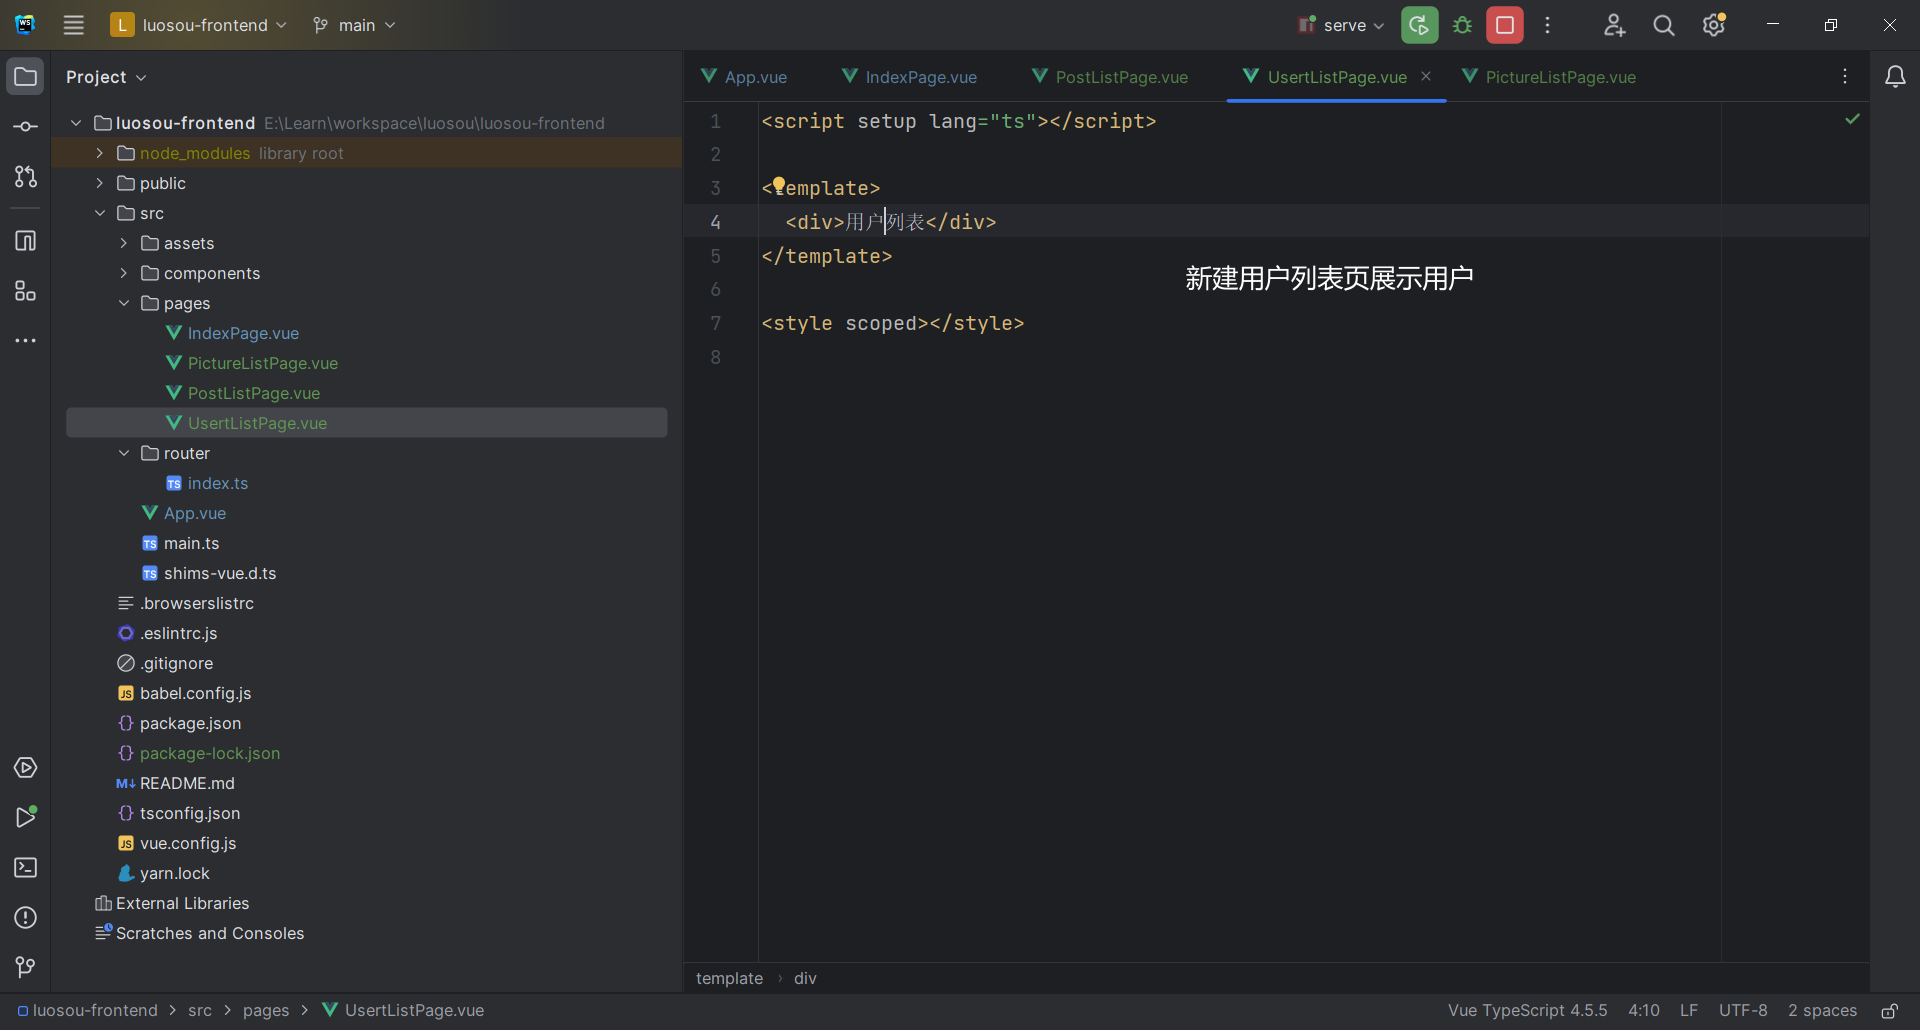 L luosou-frontend main serve
Project
luosou-frontend E:\Learn\workspace\luosou\luosou-frontend
node_modules library root
public
src
assets
components
pages
IndexPage.vue
PictureListPage.vue
PostListPage.vue
UsertListPage.vue
router
index.ts
App.vue
main.ts
shims-vue.d.ts
.browserslistrc
.eslintrc.js
.gitignore
babel.config.js
package.json
package-lock.json
README.md
tsconfig.json
vue.config.js
yarn.lock
External Libraries
Scratches and Consoles
App.vue IndexPage.vue PostListPage.vue UsertListPage.vue PictureListPage.vue
1 <script setup lang="ts"></script>
2
3 <template>
4 <div>用户列表</div>
5 </template>
6
7 <style scoped></style>
8
新建用户列表页展示用户
template › div
luosou-frontend > src > pages > UsertListPage.vue
Vue TypeScript 4.5.5 4:10 LF UTF-8 2 spaces